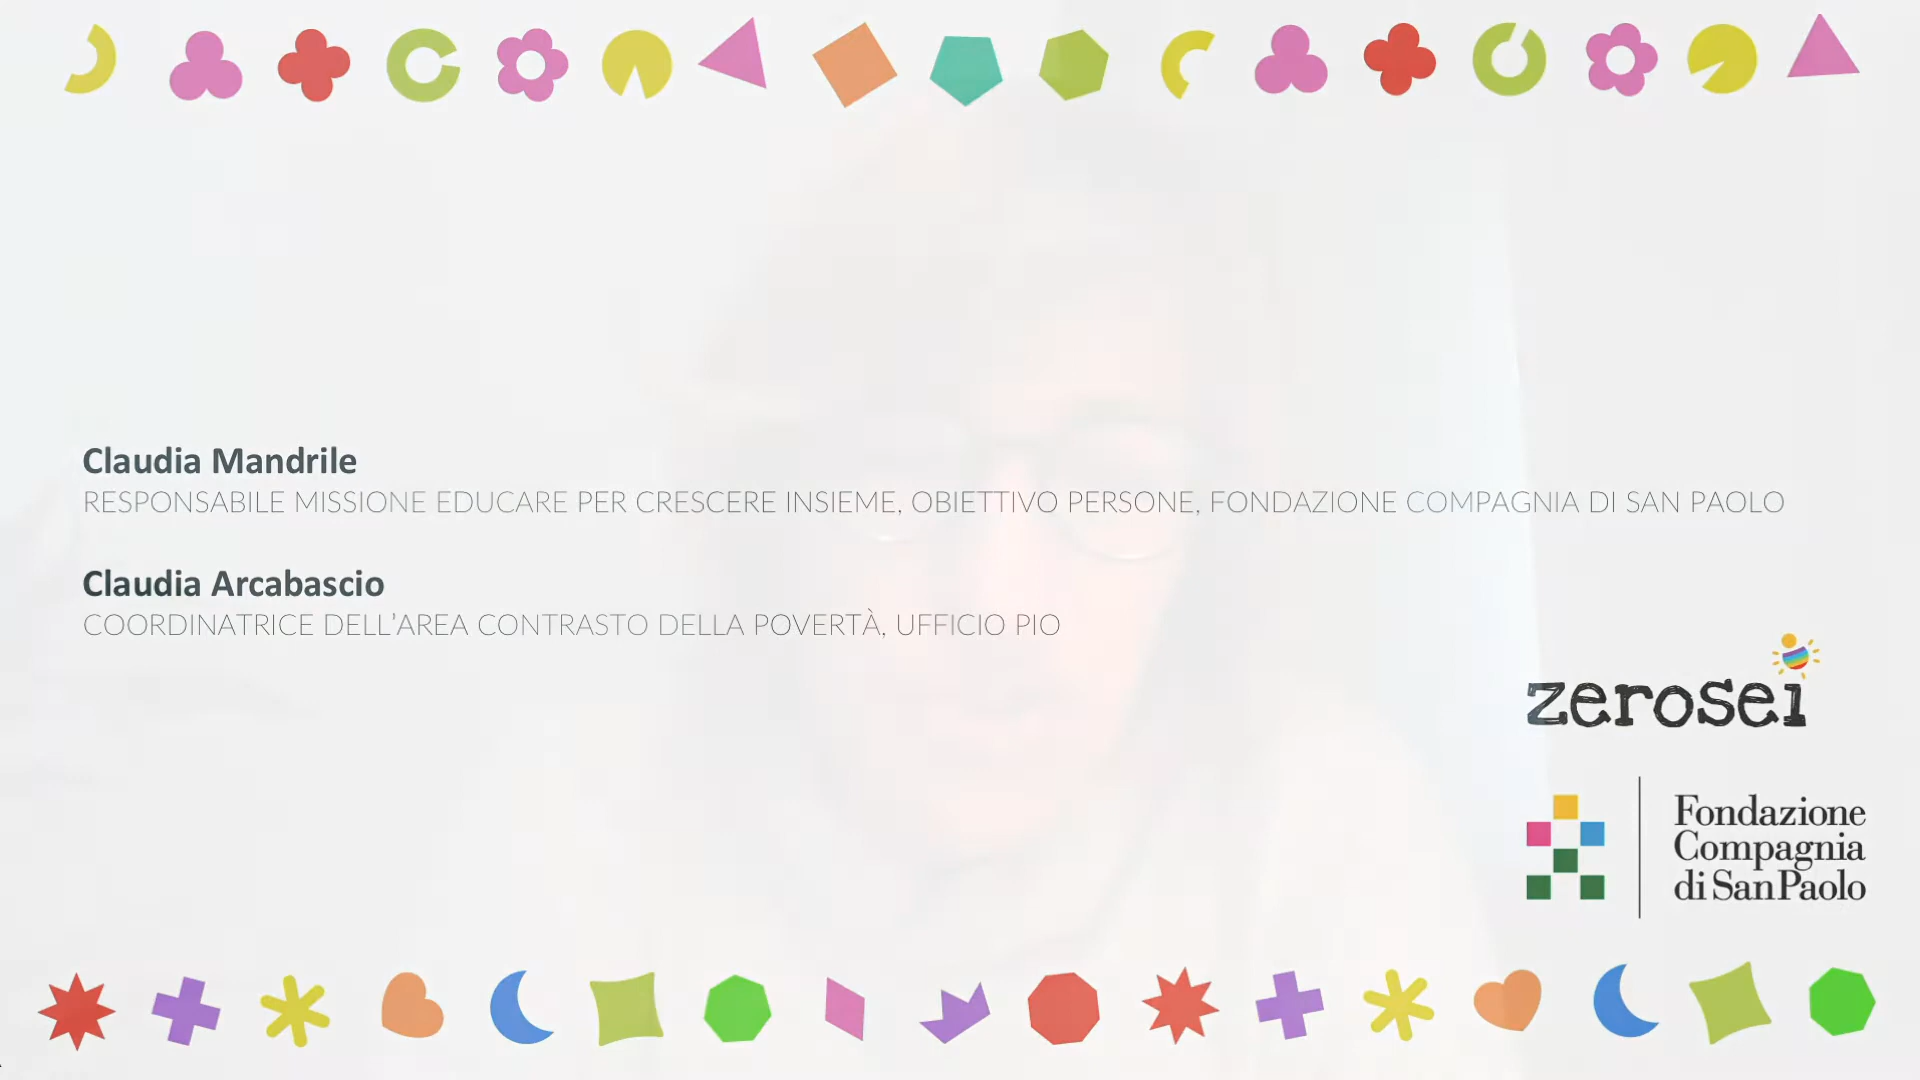 Claudia Mandrile
RESPONSABILE MISSIONE EDUCARE PER CRESCERE INSIEME, OBIETTIVO PERSONE, FONDAZIONE COMPAGNIA DI SAN PAOLO
Claudia Arcabascio
COORDINATRICE DELL'AREA CONTRASTO DELLA POVERTÀ, UFFICIO PIO
zerosei
Fondazione
Compagnia
di San Paolo